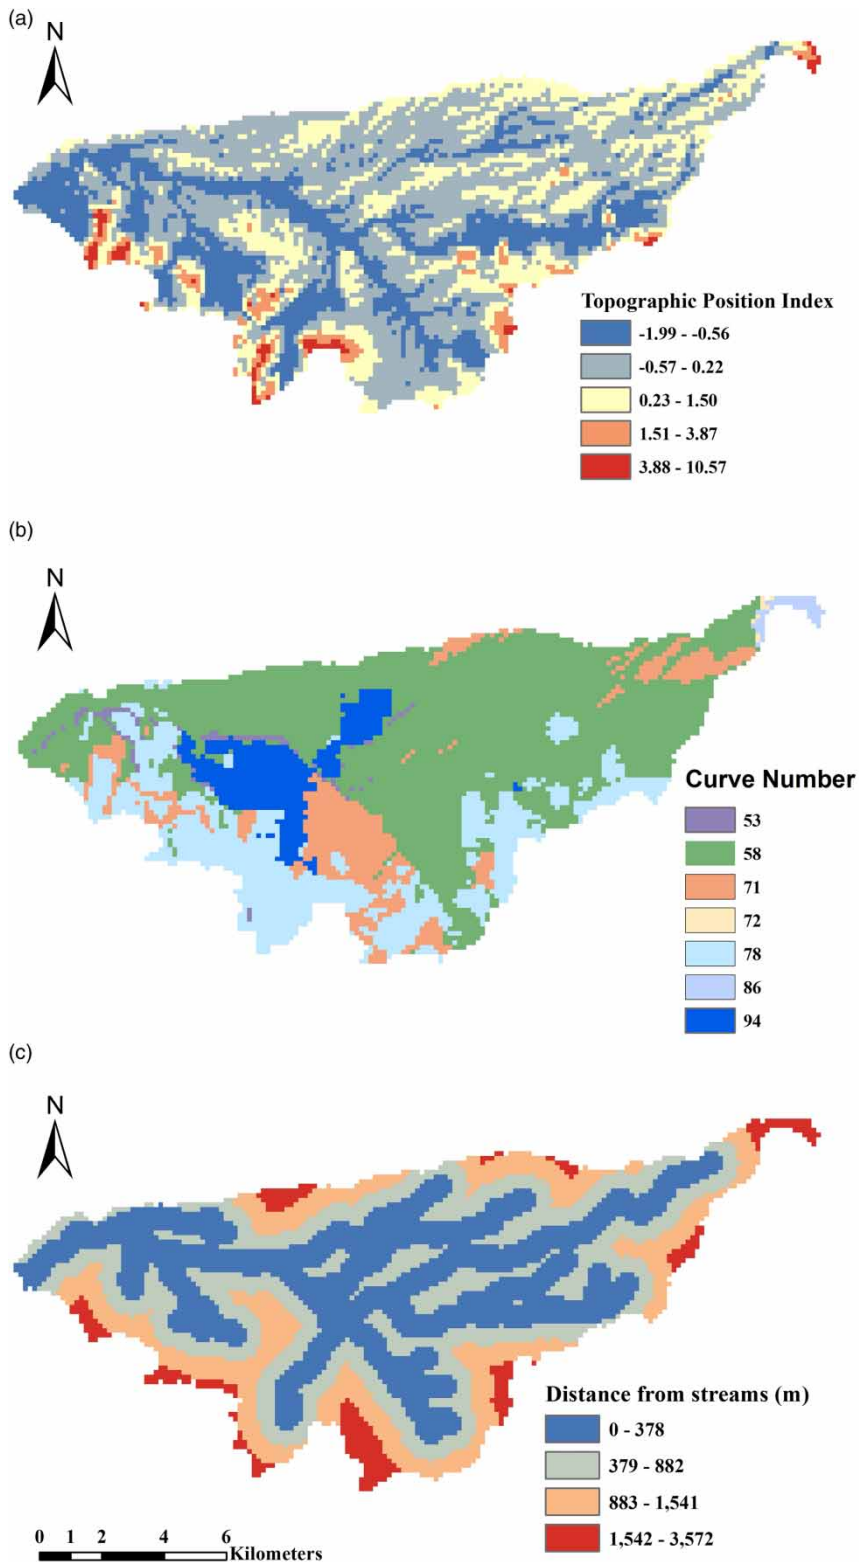 (a)
N
Topographic Position Index
-1.99 - -0.56
-0.57 - 0.22
0.23 - 1.50
1.51 - 3.87
3.88 - 10.57
(b)
N
Curve Number
53
58
71
72
78
86
94
(c)
N
Distance from streams (m)
0 - 378
379 - 882
883 - 1,541
1,542 - 3,572
0 1 2 4 6
Kilometers